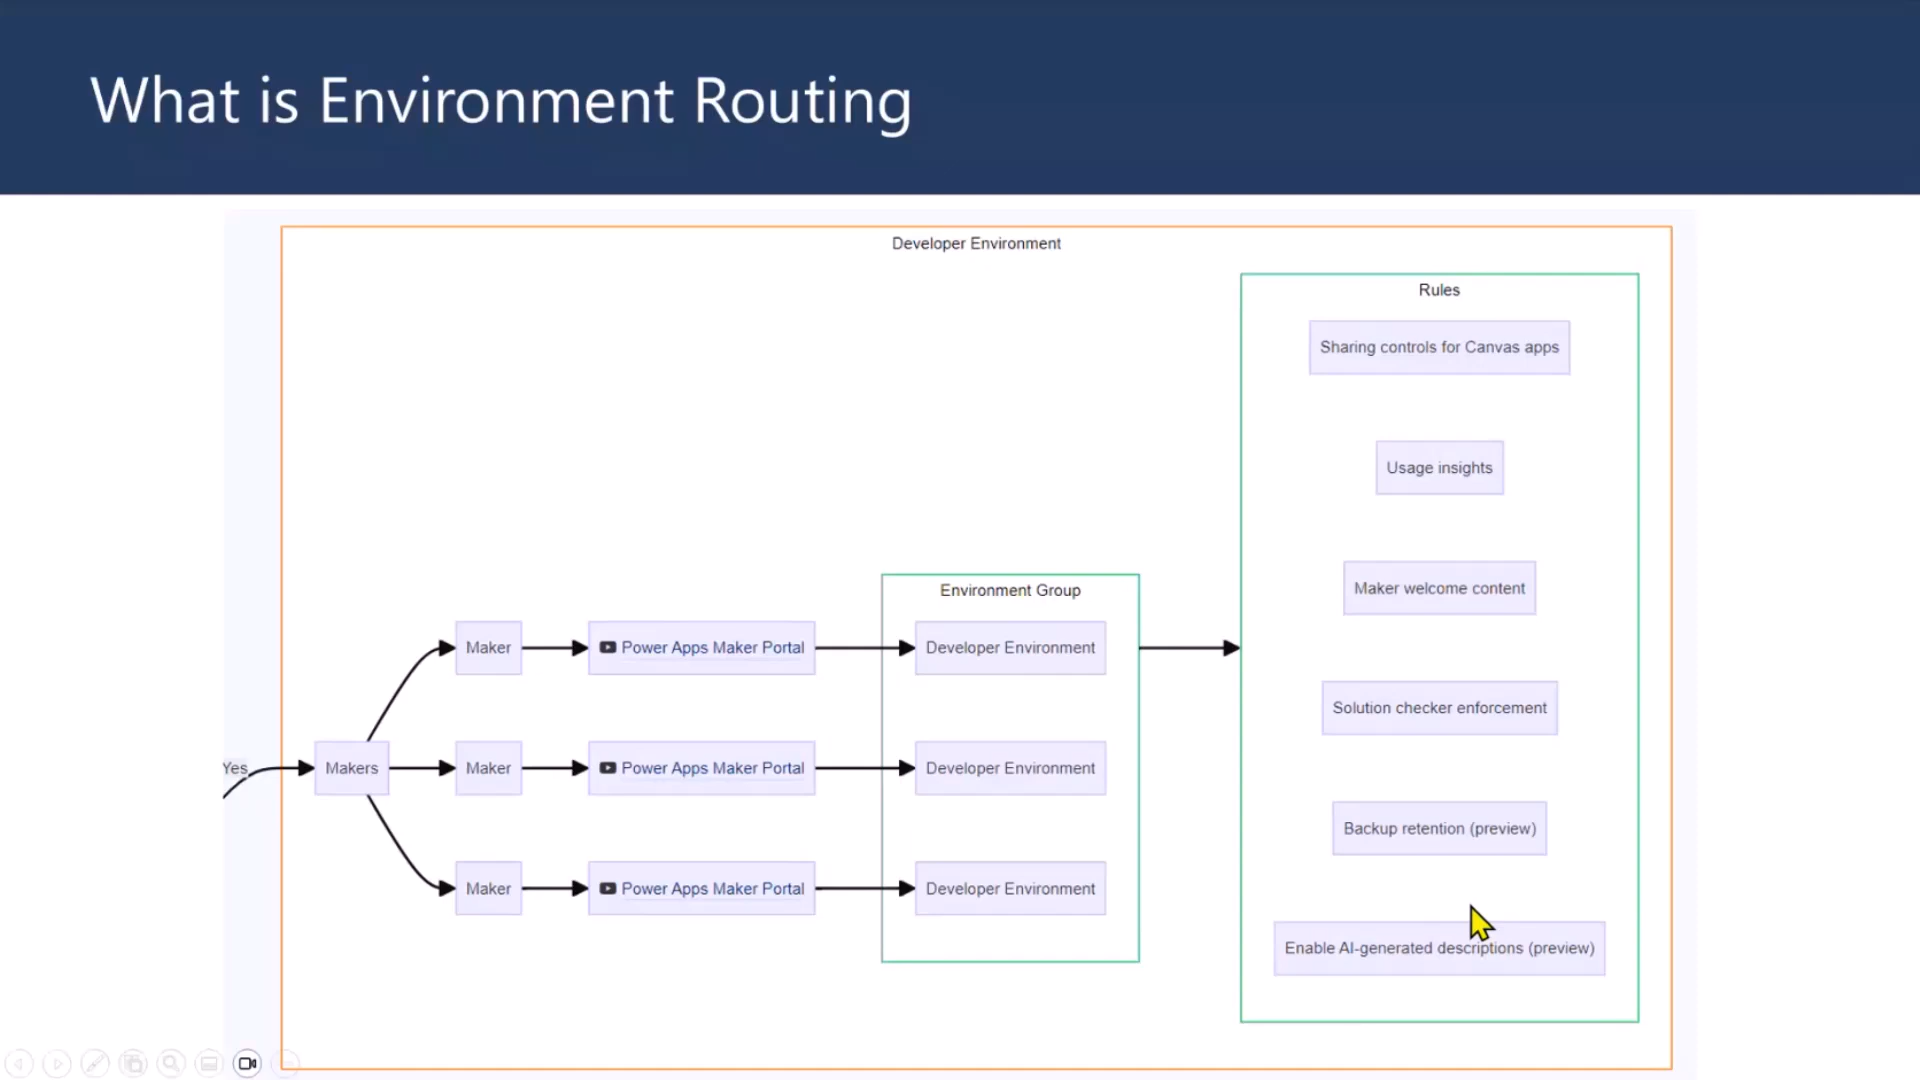 What is Environment Routing
Developer Environment
Rules
Sharing controls for Canvas apps
Usage insights
Maker welcome content
Solution checker enforcement
Backup retention (preview)
Enable AI-generated descriptions (preview)
Environment Group
Maker
Power Apps Maker Portal
Developer Environment
Yes
Makers
Maker
Power Apps Maker Portal
Developer Environment
Maker
Power Apps Maker Portal
Developer Environment